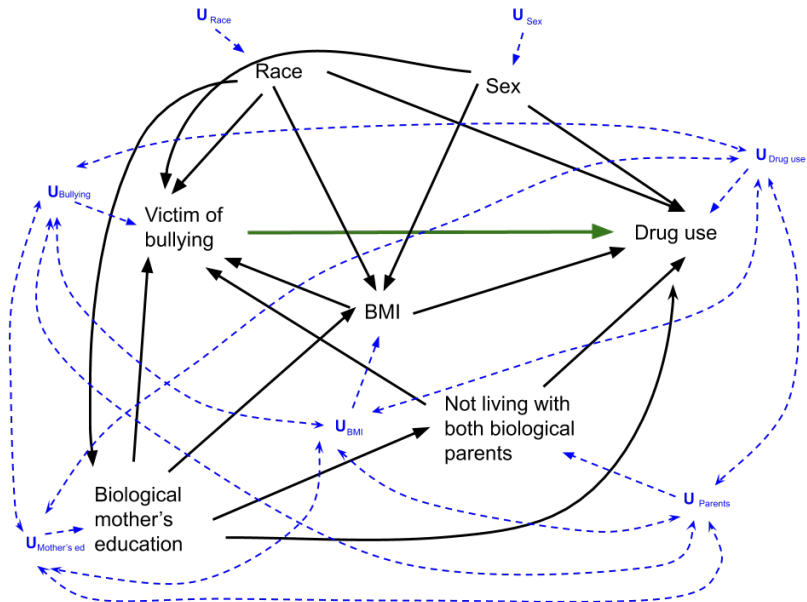 U Race
U Sex
Race
Sex
U Drug use
U Bullying
Victim of
bullying
Drug use
BMI
Not living with
both biological
parents
U BMI
Biological
mother's
education
U Parents
U Mother's ed